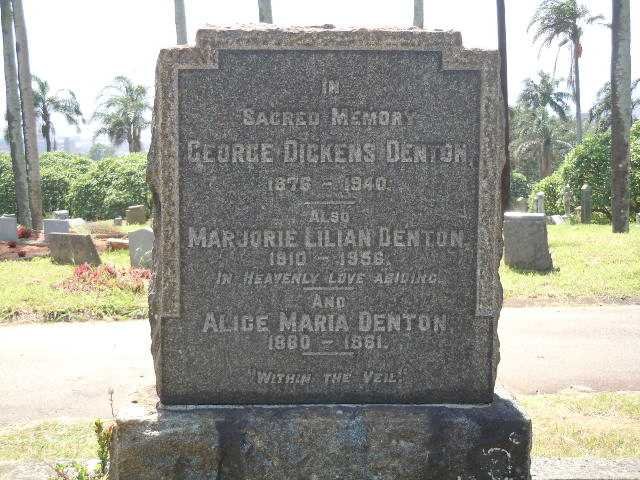 IN
SACRED MEMORY
GEORGE DICKENS DENTON,
1876 - 1940.
ALSO
MARJORIE LILIAN DENTON,
1910 - 1958.
IN HEAVENLY LOVE ABIDING.
AND
ALICE MARIA DENTON,
1880 - 1961.
"WITHIN THE VEIL."